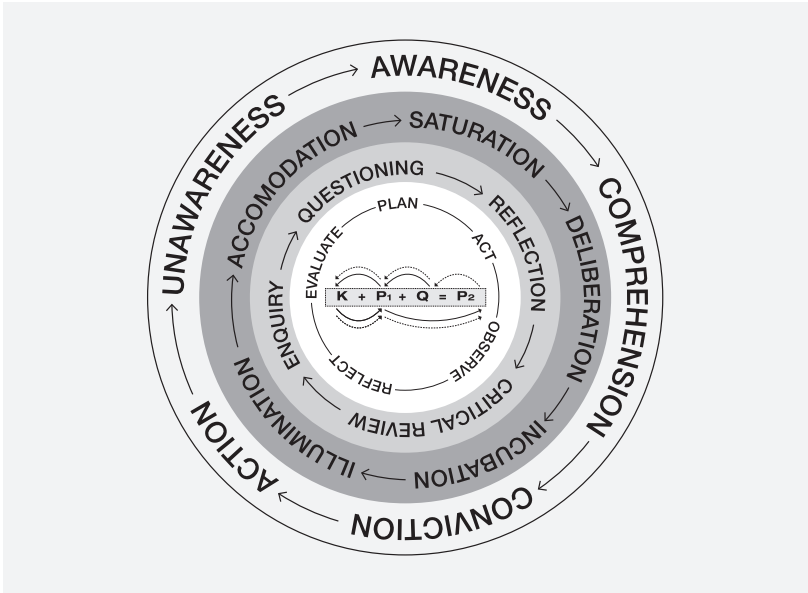 UNAWARENESS
AWARENESS
COMPREHENSION
CONVICTION
ACTION
ACCOMODATION
SATURATION
DELIBERATION
INCUBATION
ILLUMINATION
QUESTIONING
REFLECTION
CRITICAL REVIEW
ENQUIRY
PLAN
ACT
OBSERVE
REFLECT
EVALUATE
K + P1 + Q = P2